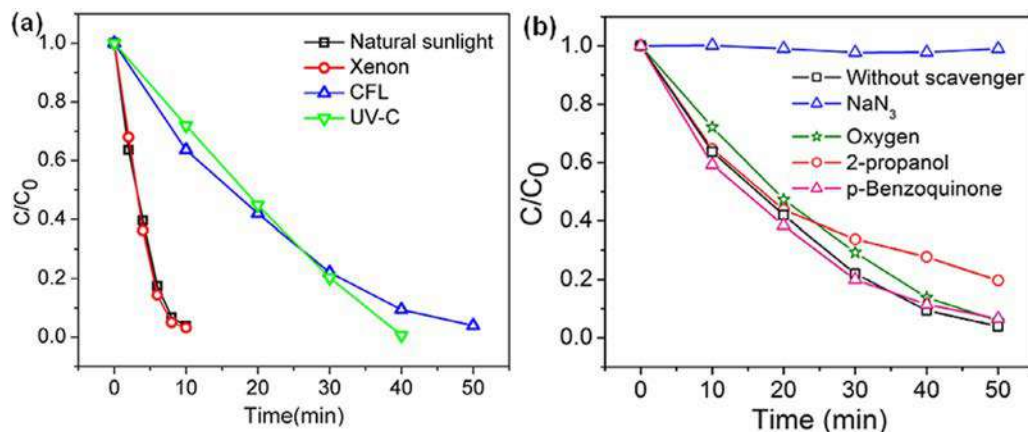 (a)
1.0
0.8
0.6
0.4
0.2
0.0
C/C₀
Natural sunlight
Xenon
CFL
UV-C
0 10 20 30 40 50
Time(min)
(b)
1.0
0.8
0.6
0.4
0.2
0.0
C/C₀
Without scavenger
NaN₃
Oxygen
2-propanol
p-Benzoquinone
0 10 20 30 40 50
Time (min)